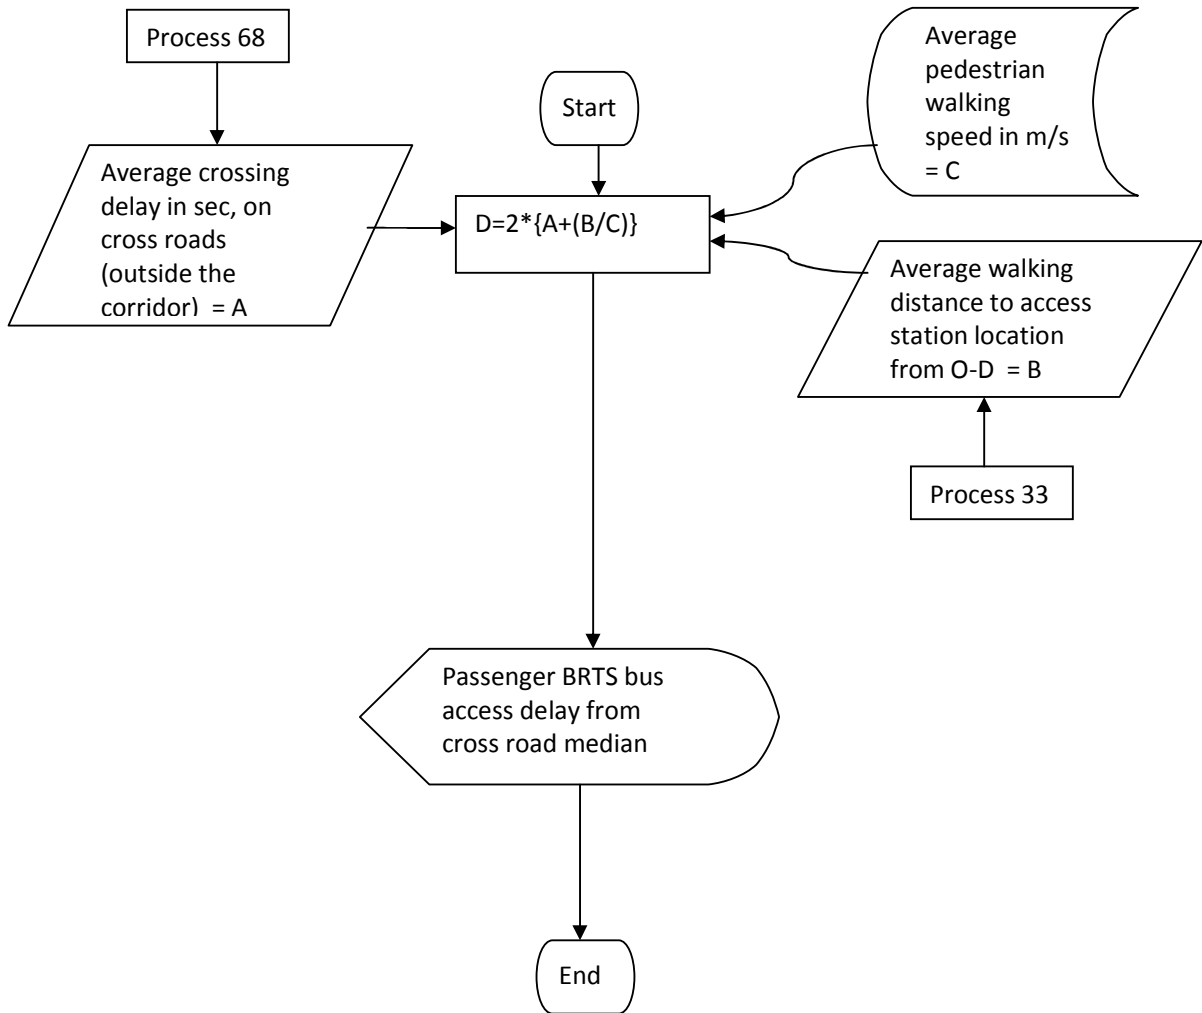 Process 68
Average crossing
delay in sec, on
cross roads
(outside the
corridor)  = A
Start
D=2*{A+(B/C)}
Average
pedestrian
walking
speed in m/s
= C
Average walking
distance to access
station location
from O-D  = B
Process 33
Passenger BRTS bus
access delay from
cross road median
End